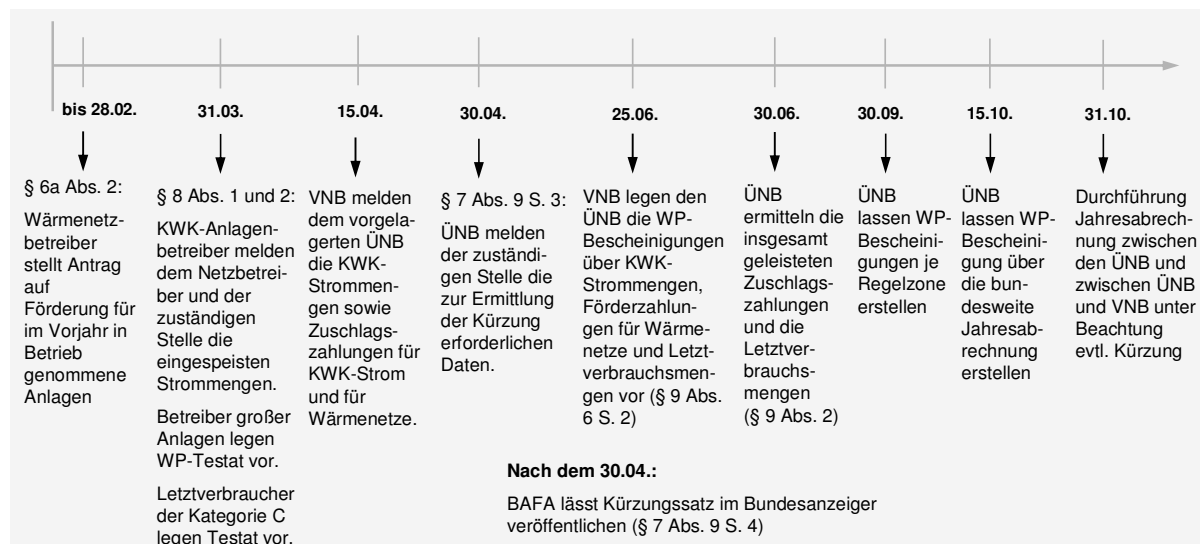 bis 28.02.
31.03.
15.04.
30.04.
25.06.
30.06.
30.09.
15.10.
31.10.
§ 6a Abs. 2:
Wärmenetz-
betreiber
stellt Antrag
auf
Förderung für
im Vorjahr in
Betrieb
genommene
Anlagen
§ 8 Abs. 1 und 2:
KWK-Anlagen-
betreiber melden
dem Netzbetrei-
ber und der
zuständigen
Stelle die
eingespeisten
Strommengen.
Betreiber großer
Anlagen legen
WP-Testat vor.
Letztverbraucher
der Kategorie C
legen Testat vor.
VNB melden
dem vorgela-
gerten ÜNB
die KWK-
Strommen-
gen sowie
Zuschlags-
zahlungen für
KWK-Strom
und für
Wärmenetze.
§ 7 Abs. 9 S. 3:
ÜNB melden
der zuständi-
gen Stelle die
zur Ermittlung
der Kürzung
erforderlichen
Daten.
VNB legen den
ÜNB die WP-
Bescheinigungen
über KWK-
Strommengen,
Förderzahlun-
gen für Wärme-
netze und Letzt-
verbrauchsmen-
gen vor (§ 9 Abs.
6 S. 2)
ÜNB
ermitteln die
insgesamt
geleisteten
Zuschlags-
zahlungen
und die
Letztver-
brauchs-
mengen
(§ 9 Abs. 2)
ÜNB
lassen WP-
Bescheini-
gungen je
Regelzone
erstellen
ÜNB
lassen WP-
Bescheini-
gung über
die bun-
desweite
Jahresab-
rechnung
erstellen
Durchführung
Jahresabrech-
nung zwischen
den ÜNB und
zwischen ÜNB
und VNB unter
Beachtung
evtl. Kürzung
Nach dem 30.04.:
BAFA lässt Kürzungssatz im Bundesanzeiger
veröffentlichen (§ 7 Abs. 9 S. 4)